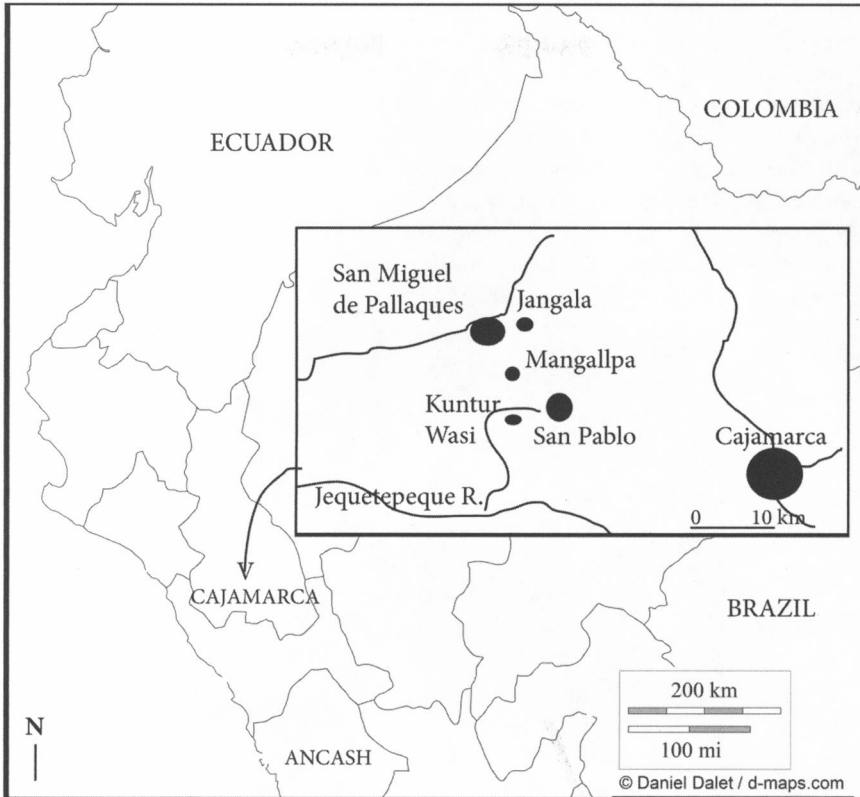 ECUADOR
COLOMBIA
San Miguel
de Pallaques
Jangala
Mangallpa
Kuntur
Wasi
San Pablo
Cajamarca
Jequetepeque R.
0 10 km
CAJAMARCA
BRAZIL
200 km
100 mi
N
ANCASH
© Daniel Dalet / d-maps.com